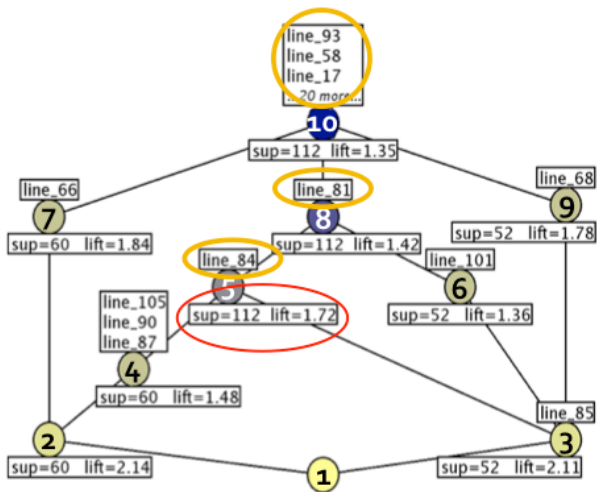 line_93
line_58
line_17
...20 more...
10
sup=112 lift=1.35
line_66
7
sup=60 lift=1.84
line_81
8
sup=112 lift=1.42
line_68
9
sup=52 lift=1.78
line_84
5
sup=112 lift=1.72
line_101
6
sup=52 lift=1.36
line_105
line_90
line_87
4
sup=60 lift=1.48
2
sup=60 lift=2.14
1
line_85
3
sup=52 lift=2.11